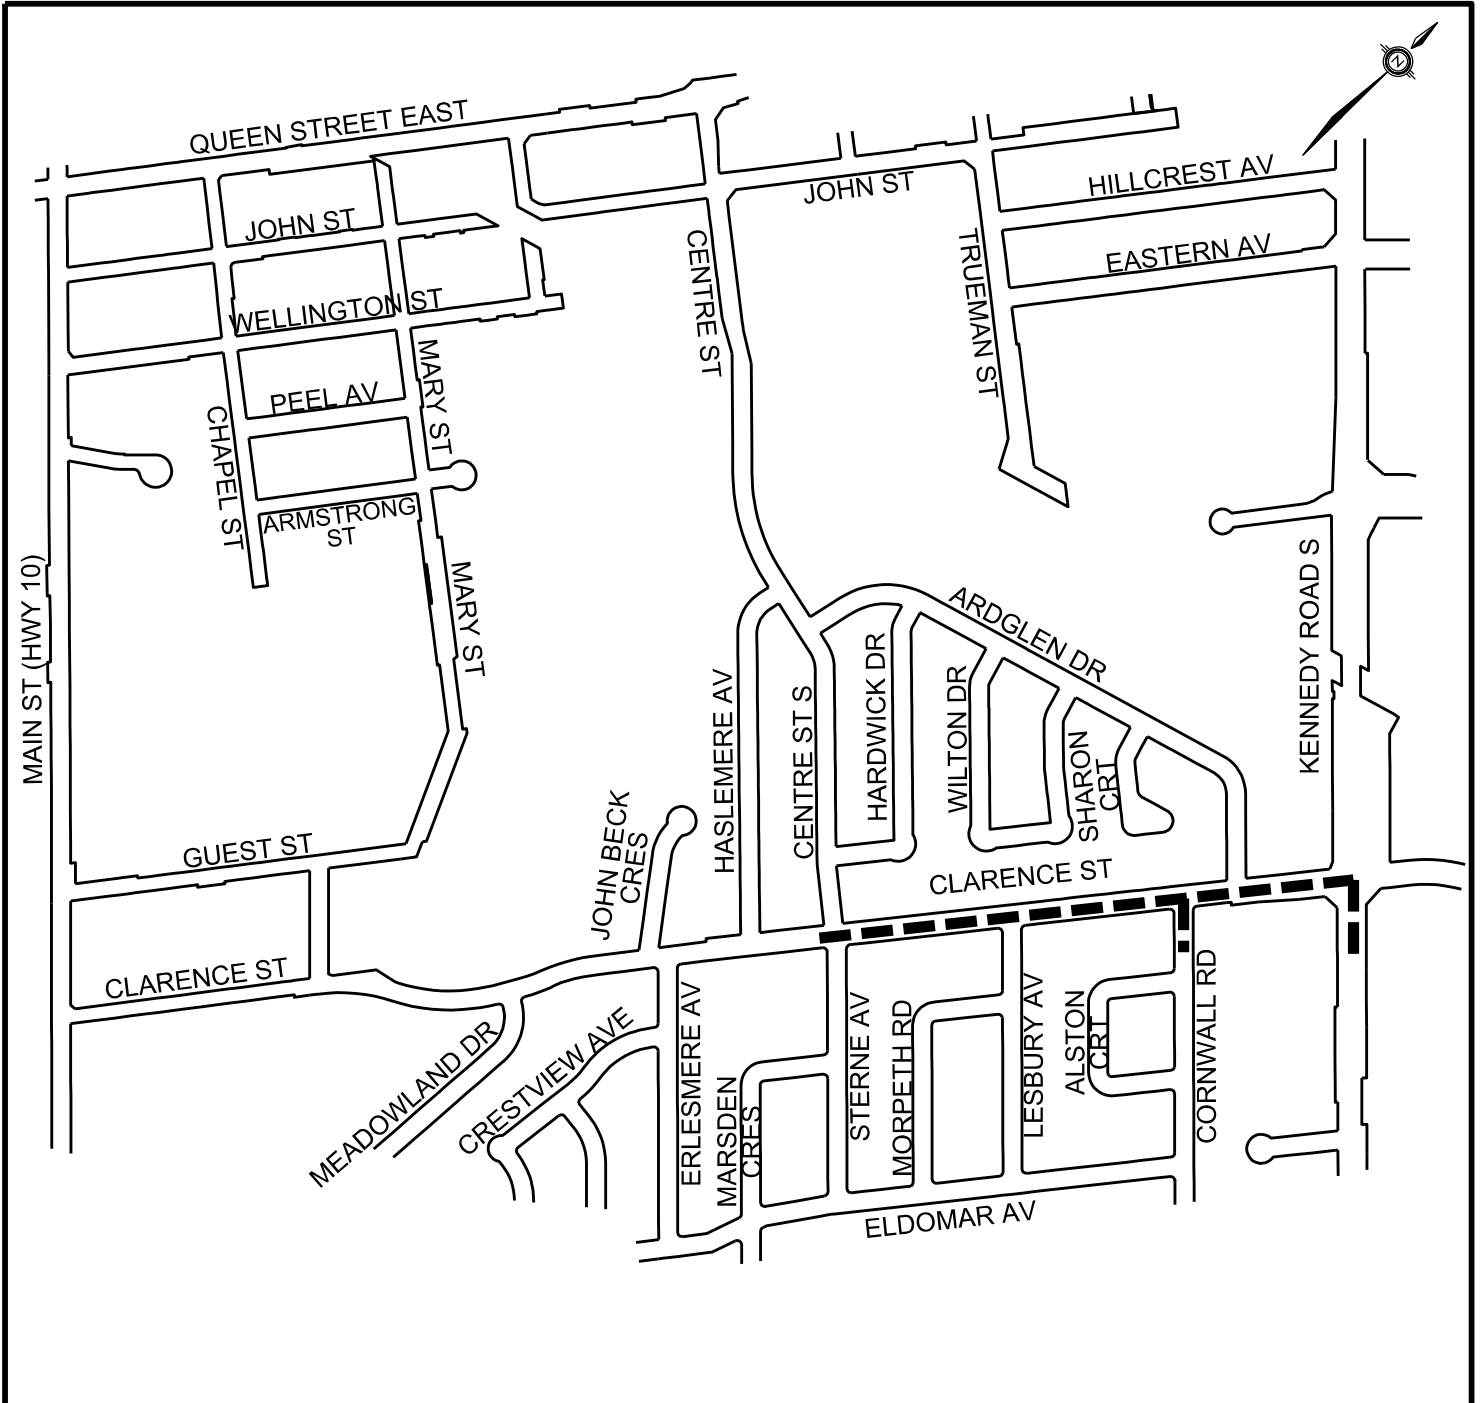 N
QUEEN STREET EAST
JOHN ST
HILLCREST AV
JOHN ST
EASTERN AV
WELLINGTON ST
CENTRE ST
TRUEMAN ST
PEEL AV
MARY ST
CHAPEL ST
ARMSTRONG
ST
MAIN ST (HWY 10)
MARY ST
KENNEDY ROAD S
ARDGLEN DR
HASLEMERE AV
CENTRE ST S
HARDWICK DR
WILTON DR
SHARON
CRT
JOHN BECK
CRES
GUEST ST
CLARENCE ST
CLARENCE ST
MEADOWLAND DR
CRESTVIEW AVE
ERLESMERE AV
MARSDEN
CRES
STERNE AV
MORPETH RD
LESBURY AV
ALSTON
CRT
CORNWALL RD
ELDOMAR AV